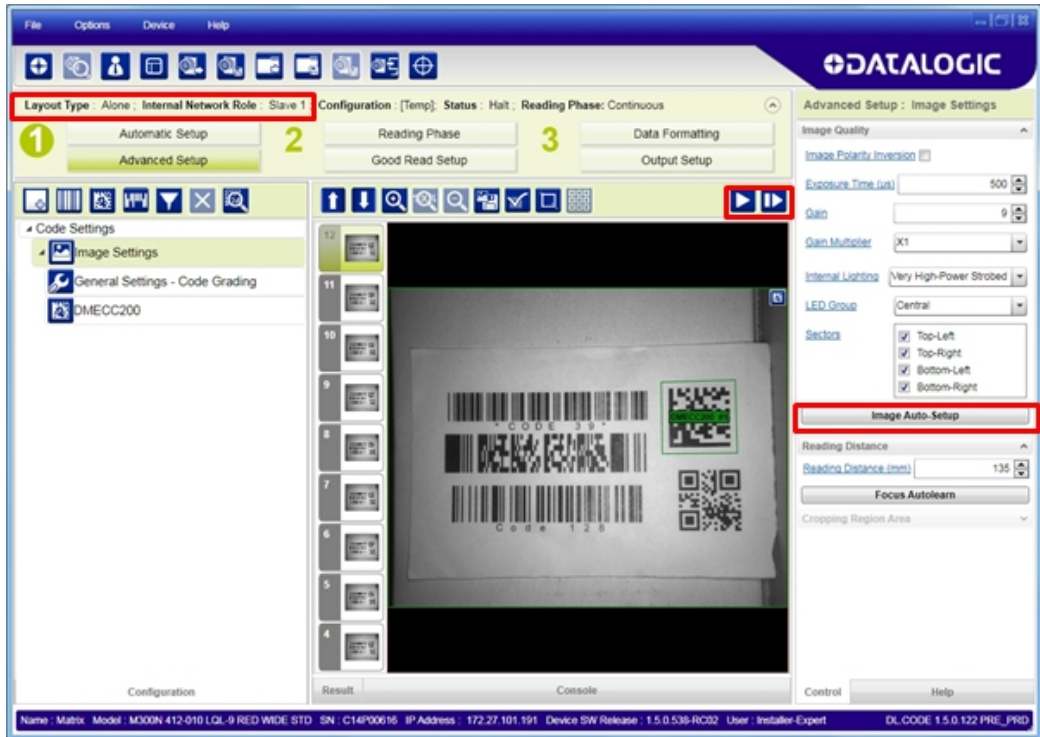 File Options Device Help
DATALOGIC
Layout Type : Alone ; Internal Network Role : Slave 1 ; Configuration : [Temp]; Status : Halt ; Reading Phase: Continuous
Advanced Setup : Image Settings
1 Automatic Setup 2 Reading Phase 3 Data Formatting
Advanced Setup Good Read Setup Output Setup
Image Quality
Image Polarity Inversion
Exposure Time (µs) 500
Gain 9
Gain Multiplier X1
Internal Lighting Very High-Power Strobed
LED Group Central
Sectors Top-Left
Top-Right
Bottom-Left
Bottom-Right
Image Auto-Setup
Reading Distance
Reading Distance (mm) 135
Focus Autolearn
Cropping Region Area
Code Settings
Image Settings
General Settings - Code Grading
DMECC200
12
11
10
9
8
7
6
5
4
* CODE 39 *
DMECC200 #1
Code 128
Configuration Result Console Control Help
Name : Matrix Model : M300N 412-010 LQL-9 RED WIDE STD SN : C14P00616 IP Address : 172.27.101.191 Device SW Release : 1.5.0.538-RC02 User : Installer-Expert DL.CODE 1.5.0.122 PRE_PRD